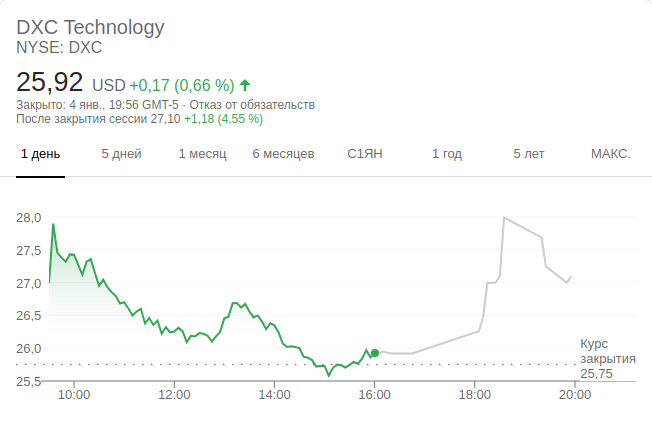 DXC Technology
NYSE: DXC
25,92 USD +0,17 (0,66 %)
Закрыто: 4 янв., 19:56 GMT-5 · Отказ от обязательств
После закрытия сессии 27,10 +1,18 (4,55 %)
1 день 5 дней 1 месяц 6 месяцев С1ЯН 1 год 5 лет МАКС.
28,0
27,5
27,0
26,5
26,0
25,5
Курс
закрытия
25,75
10:00 12:00 14:00 16:00 18:00 20:00